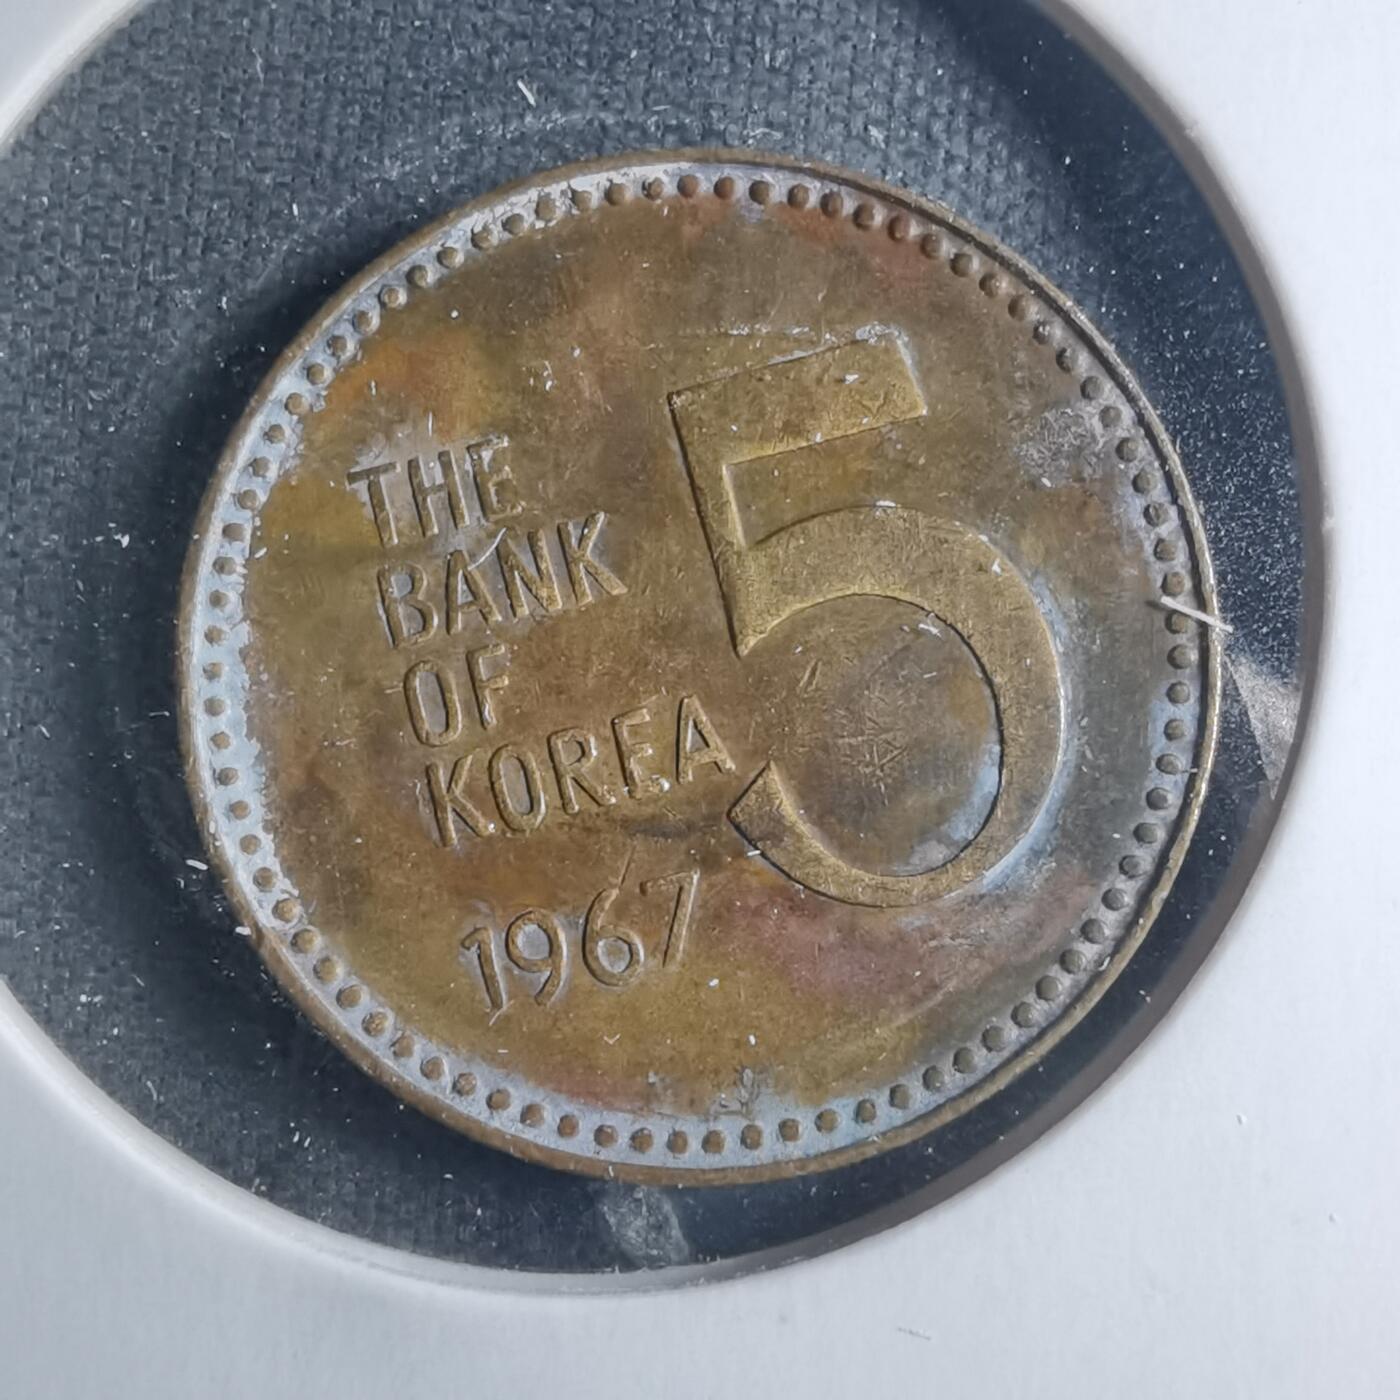 THE
BANK
OF
KOREA
1967
5